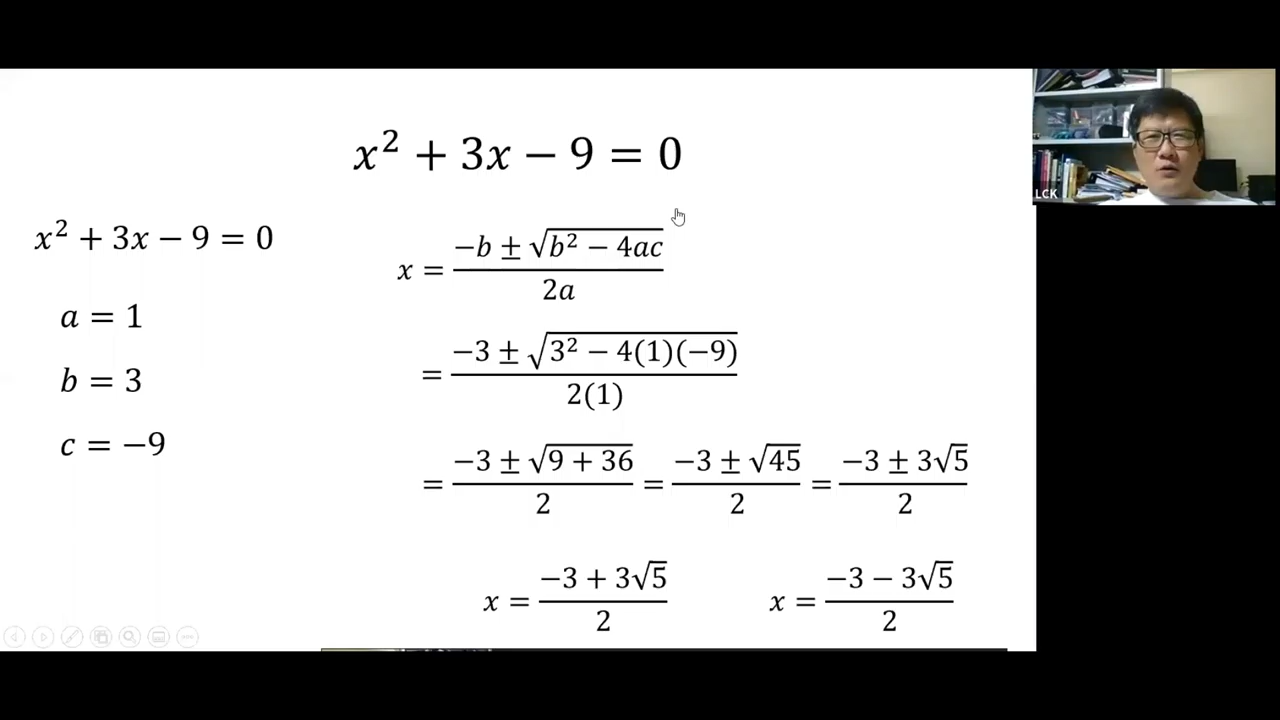 x² + 3x − 9 = 0
LCK
x² + 3x − 9 = 0
a = 1
b = 3
c = −9
x = (−b ± √(b² − 4ac)) / 2a
= (−3 ± √(3² − 4(1)(−9))) / 2(1)
= (−3 ± √(9 + 36)) / 2 = (−3 ± √45) / 2 = (−3 ± 3√5) / 2
x = (−3 + 3√5) / 2    x = (−3 − 3√5) / 2